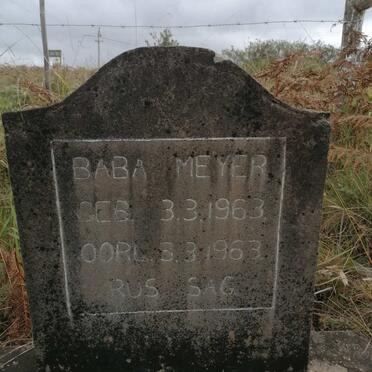 BABA MEYER
GEB. 3.3.1963
OORL. 3.3.1963
RUS SAG